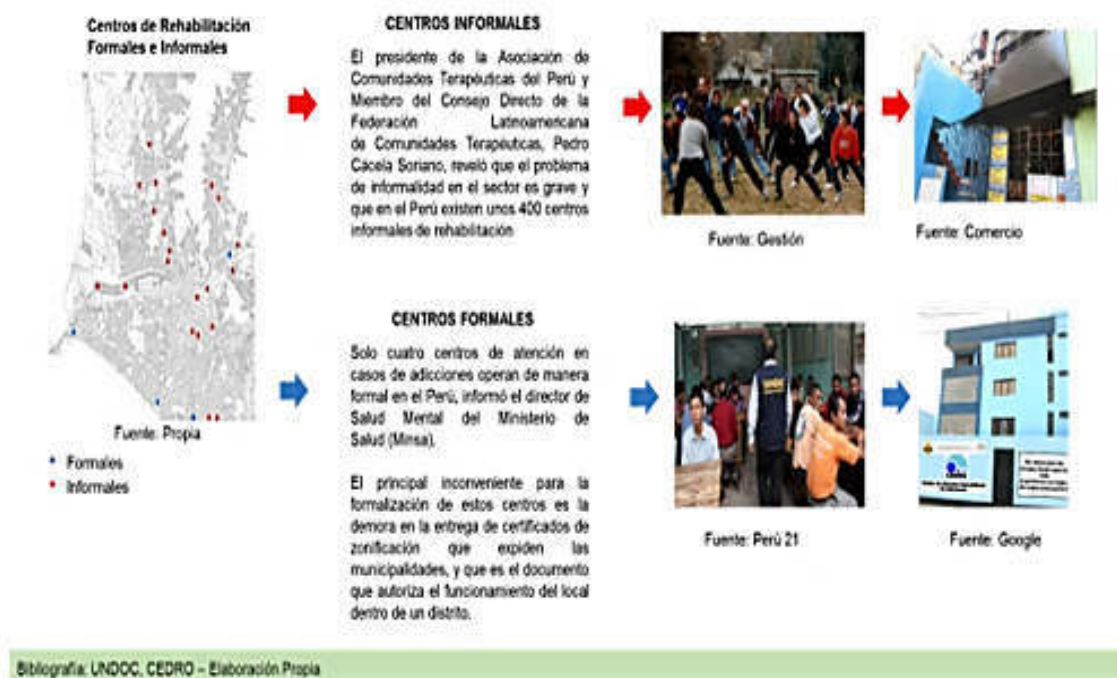 Centros de Rehabilitación
Formales e Informales
Fuente: Propia
Formales
Informales
CENTROS INFORMALES
El presidente de la Asociación de
Comunidades Terapéuticas del Perú y
Miembro del Consejo Directo de la
Federación Latinoamericana
de Comunidades Terapéuticas, Pedro
Cacela Soriano, reveló que el problema
de informalidad en el sector es grave y
que en el Perú existen unos 400 centros
informales de rehabilitación
Fuente: Gestión
Fuente: Comercio
CENTROS FORMALES
Solo cuatro centros de atención en
casos de adicciones operan de manera
formal en el Perú, informó el director de
Salud Mental del Ministerio de
Salud (Minsa),
El principal inconveniente para la
formalización de estos centros es la
demora en la entrega de certificados de
zonificación que expiden las
municipalidades, y que es el documento
que autoriza el funcionamiento del local
dentro de un distrito.
Fuente: Perú 21
Fuente: Google
Bibliografía: UNDOC, CEDRO – Elaboración Propia